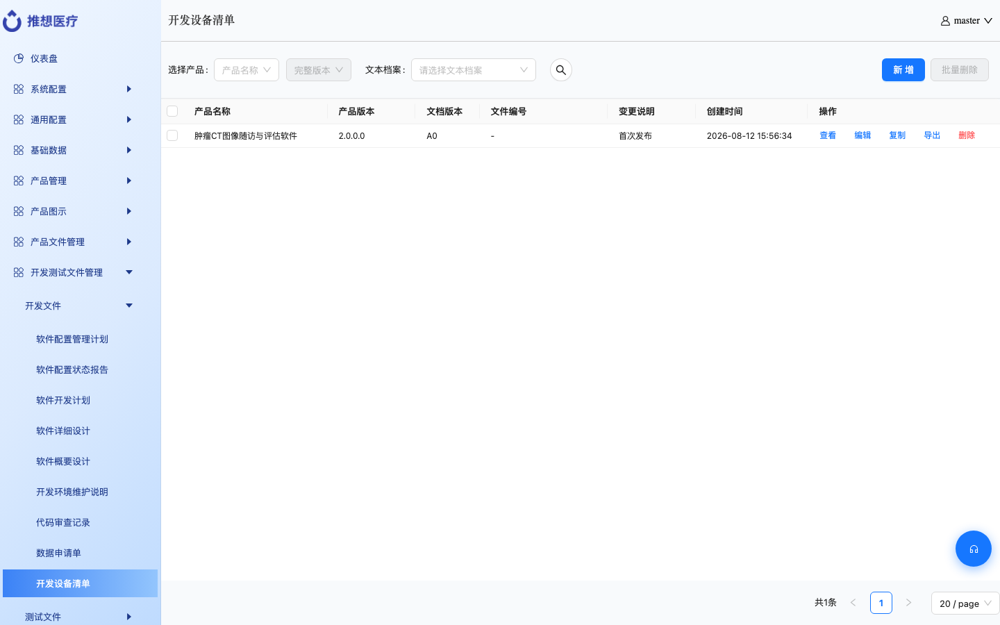 推想医疗
仪表盘
系统配置
通用配置
基础数据
产品管理
产品图示
产品文件管理
开发测试文件管理
开发文件
软件配置管理计划
软件配置状态报告
软件开发计划
软件详细设计
软件概要设计
开发环境维护说明
代码审查记录
数据申请单
开发设备清单
测试文件
开发设备清单
master
选择产品： 产品名称 完整版本 文本档案： 请选择文本档案 新 增 批量删除
产品名称 产品版本 文档版本 文件编号 变更说明 创建时间 操作
肿瘤CT图像随访与评估软件 2.0.0.0 A0 - 首次发布 2026-08-12 15:56:34 查看 编辑 复制 导出 删除
共1条 1 20 / page